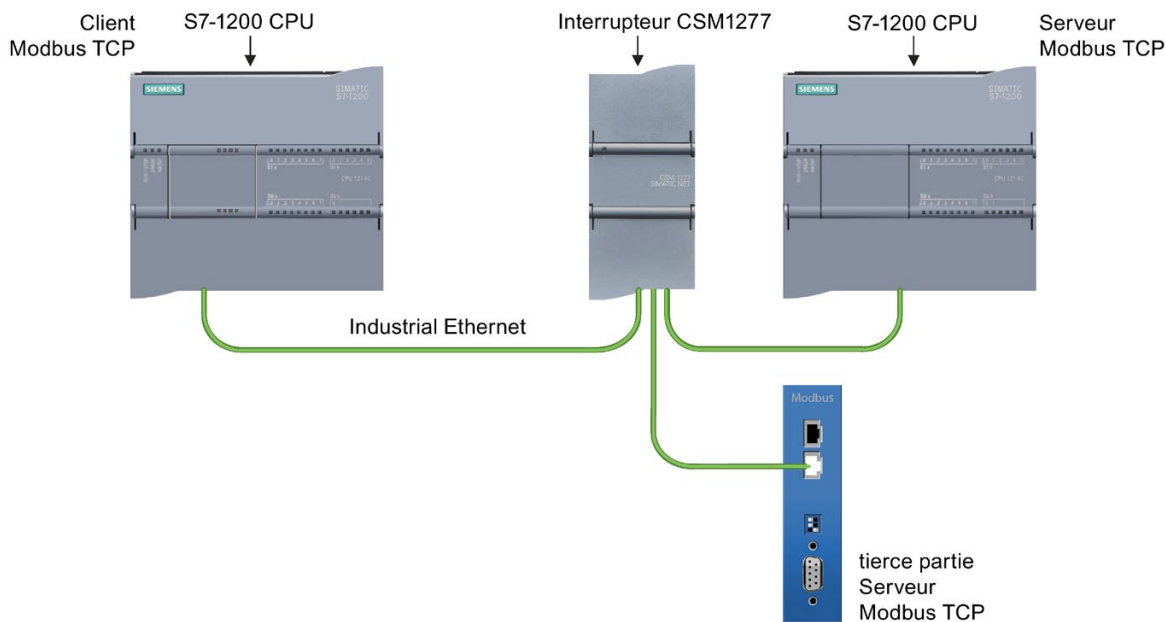 Client
Modbus TCP
S7-1200 CPU
Interrupteur CSM1277
S7-1200 CPU
Serveur
Modbus TCP
SIEMENS
SIMATIC
S7-1200
CSM 1277
SIMATIC NET
SIEMENS
SIMATIC
S7-1200
Industrial Ethernet
Modbus
tierce partie
Serveur
Modbus TCP